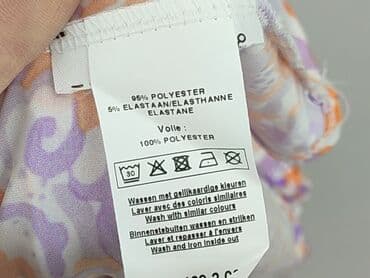 95% POLYESTER
5% ELASTAAN/ELASTHANNE
ELASTANE
Voile :
100% POLYESTER
30
Wassen met gelijkaardige kleuren
Laver avec des coloris similaires
Wash with similar colours
Binnenstebuiten wassen en strijken
Laver et repasser à l'envers
Wash and iron inside out